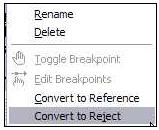 Rename
Delete
Toggle Breakpoint
Edit Breakpoints
Convert to Reference
Convert to Reject